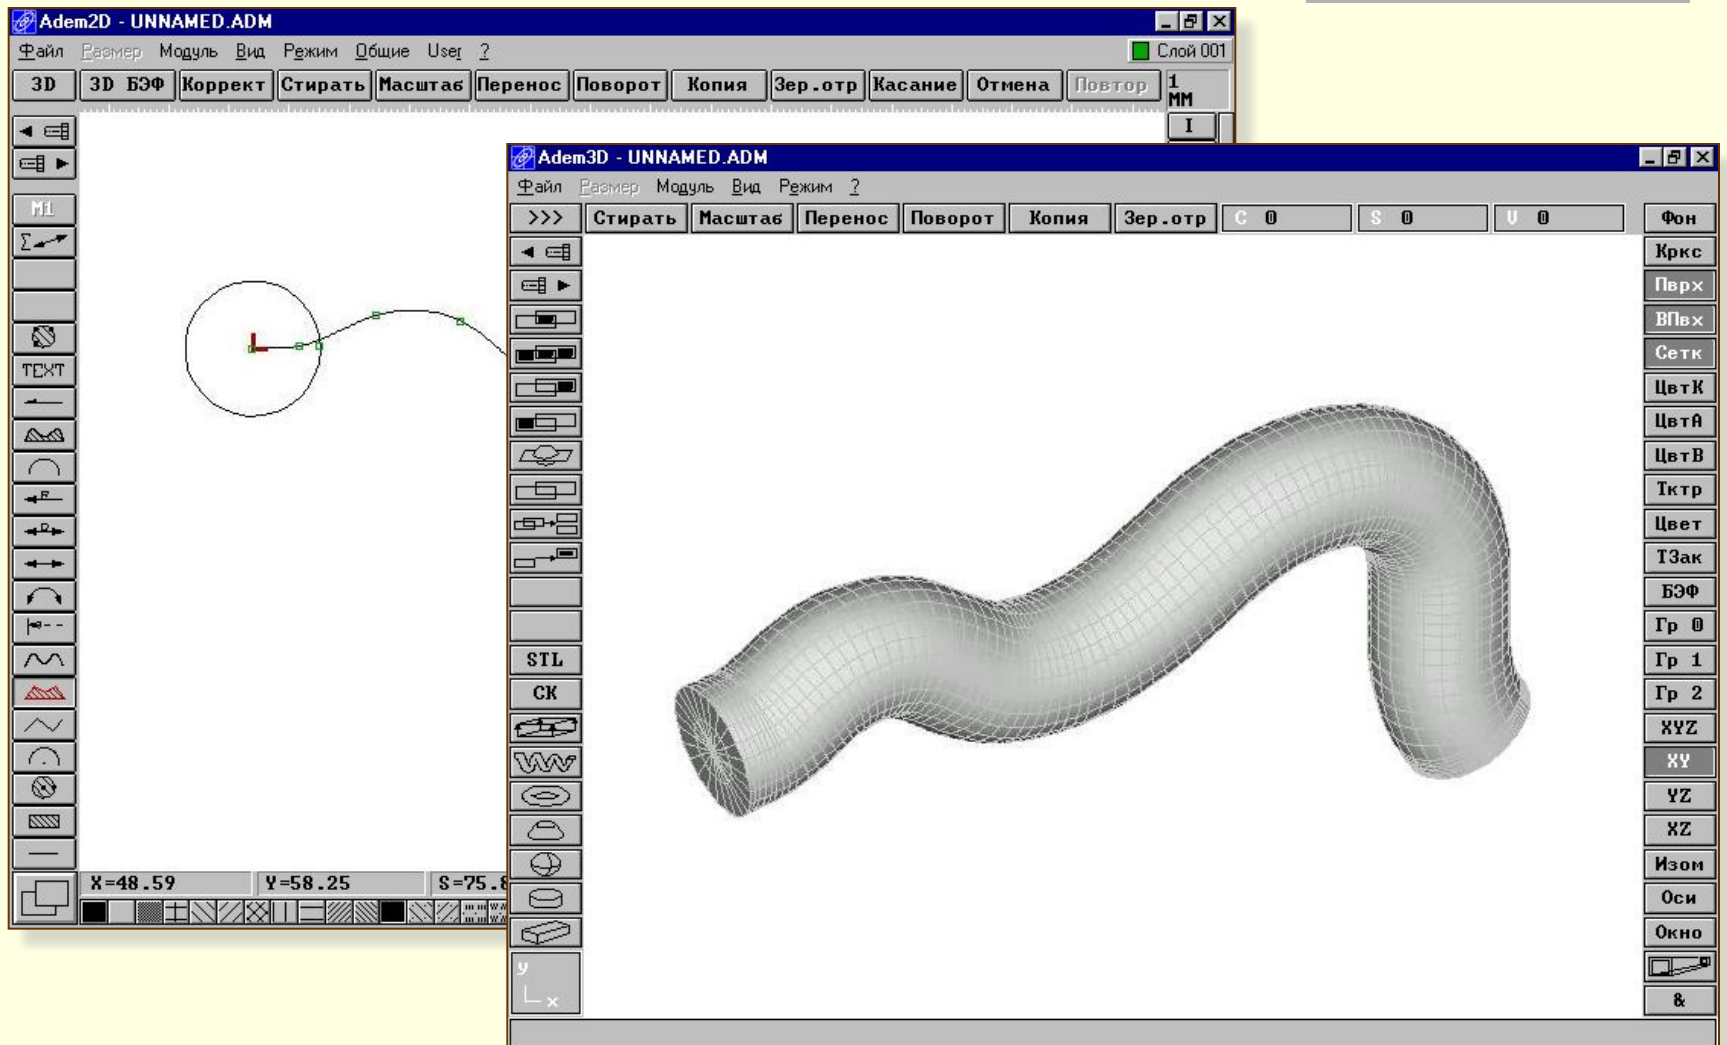 Adem2D - UNNAMED.ADM
Файл Размер Модуль Вид Режим Общие User ? Слой 001
3D 3D БЭФ Коррект Стирать Масштаб Перенос Поворот Копия Зер.отр Касание Отмена Повтор 1 ММ
I
M1
Σ
TEXT
R
D
X=48.59 Y=58.25 S=75.8
Adem3D - UNNAMED.ADM
Файл Размер Модуль Вид Режим ?
>>> Стирать Масштаб Перенос Поворот Копия Зер.отр C 0 S 0 V 0 Фон
Кркс
Пврх
ВПвх
Сетк
ЦвтК
ЦвтА
ЦвтВ
Тктр
Цвет
ТЗак
БЭФ
Гр 0
Гр 1
Гр 2
XYZ
XY
YZ
XZ
Изом
Оси
Окно
&
STL
СК
y
x